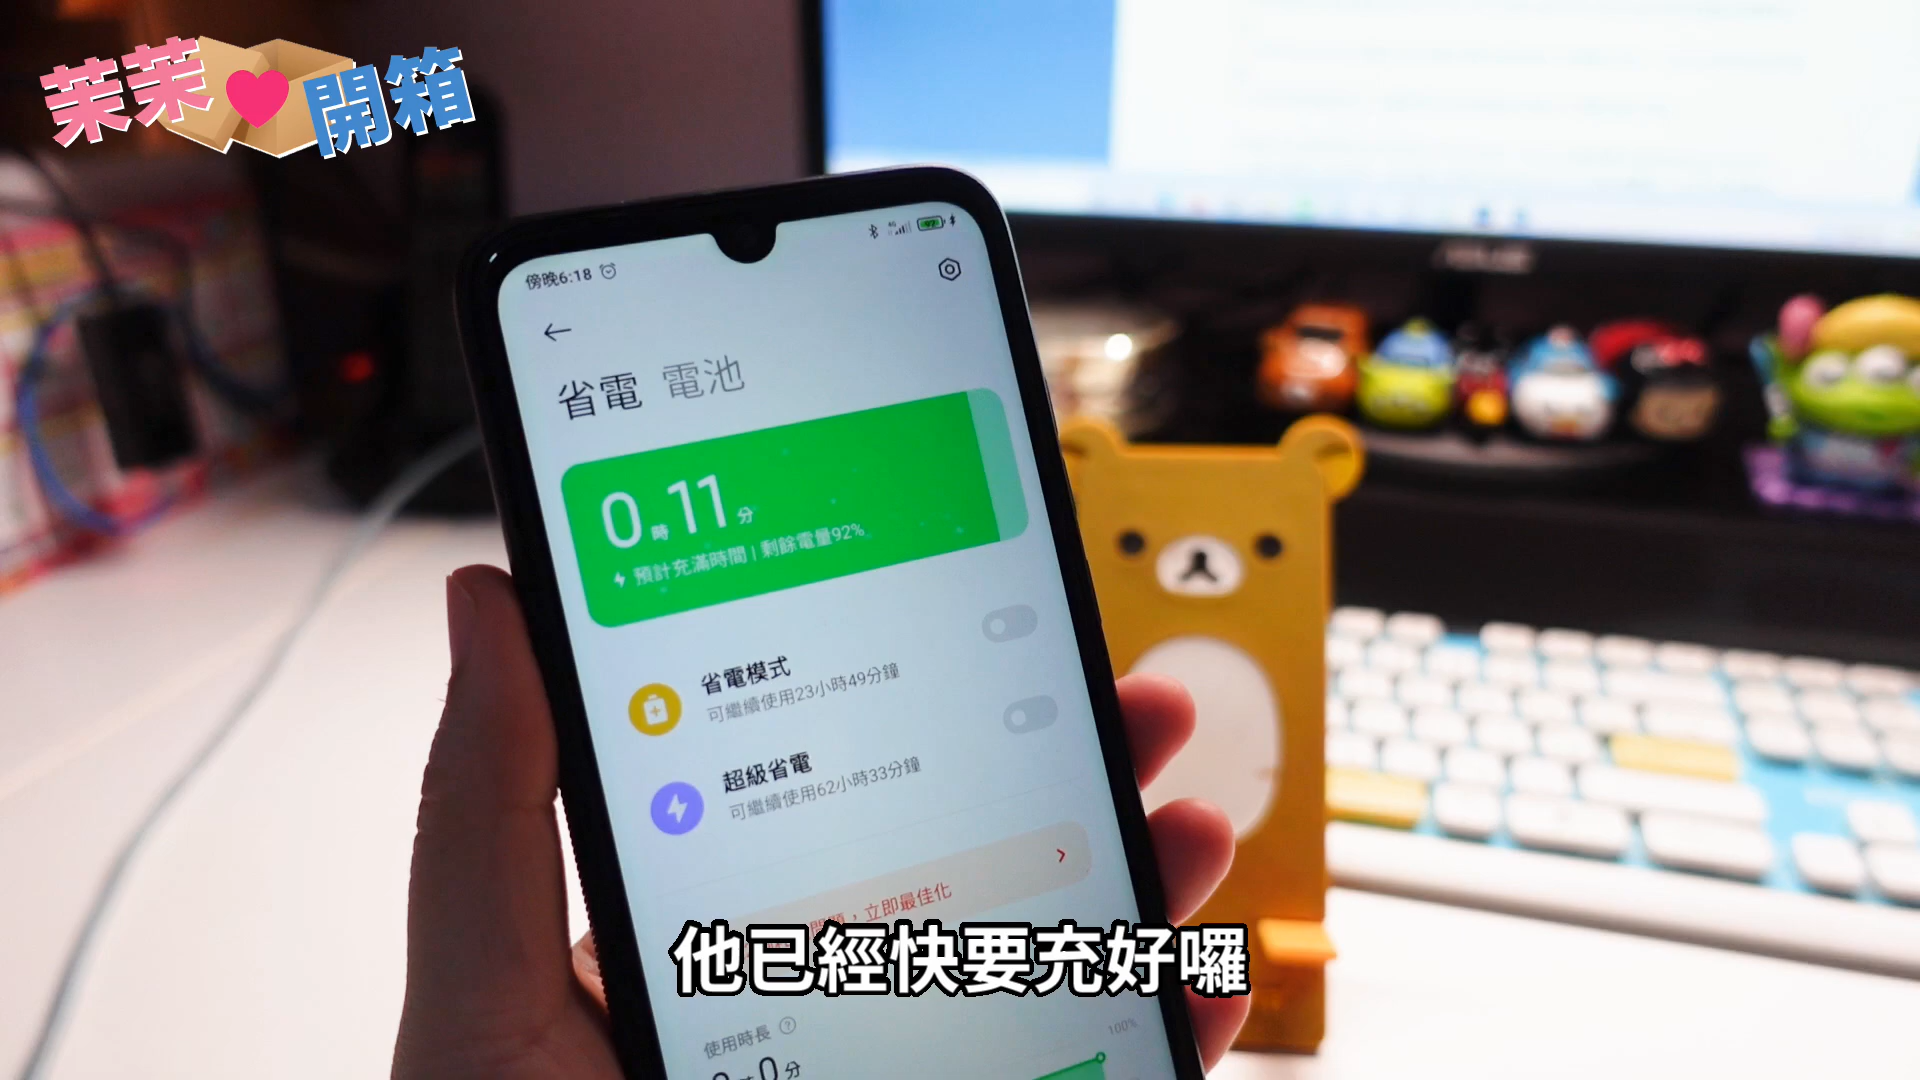 茉茉開箱
傍晚6:18
省電 電池
0時11分
預計充滿時間 | 剩餘電量92%
省電模式
可繼續使用23小時49分鐘
超級省電
可繼續使用62小時33分鐘
問題，立即最佳化
他已經快要充好囉
使用時長
100%
0分